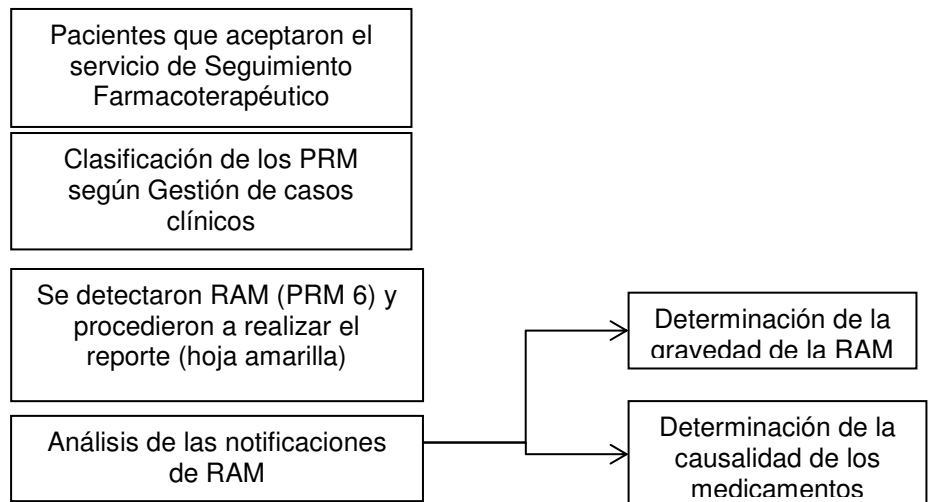 Pacientes que aceptaron el
servicio de Seguimiento
Farmacoterapéutico
Clasificación de los PRM
según Gestión de casos
clínicos
Se detectaron RAM (PRM 6) y
procedieron a realizar el
reporte (hoja amarilla)
Análisis de las notificaciones
de RAM
Determinación de la
gravedad de la RAM
Determinación de la
causalidad de los
medicamentos